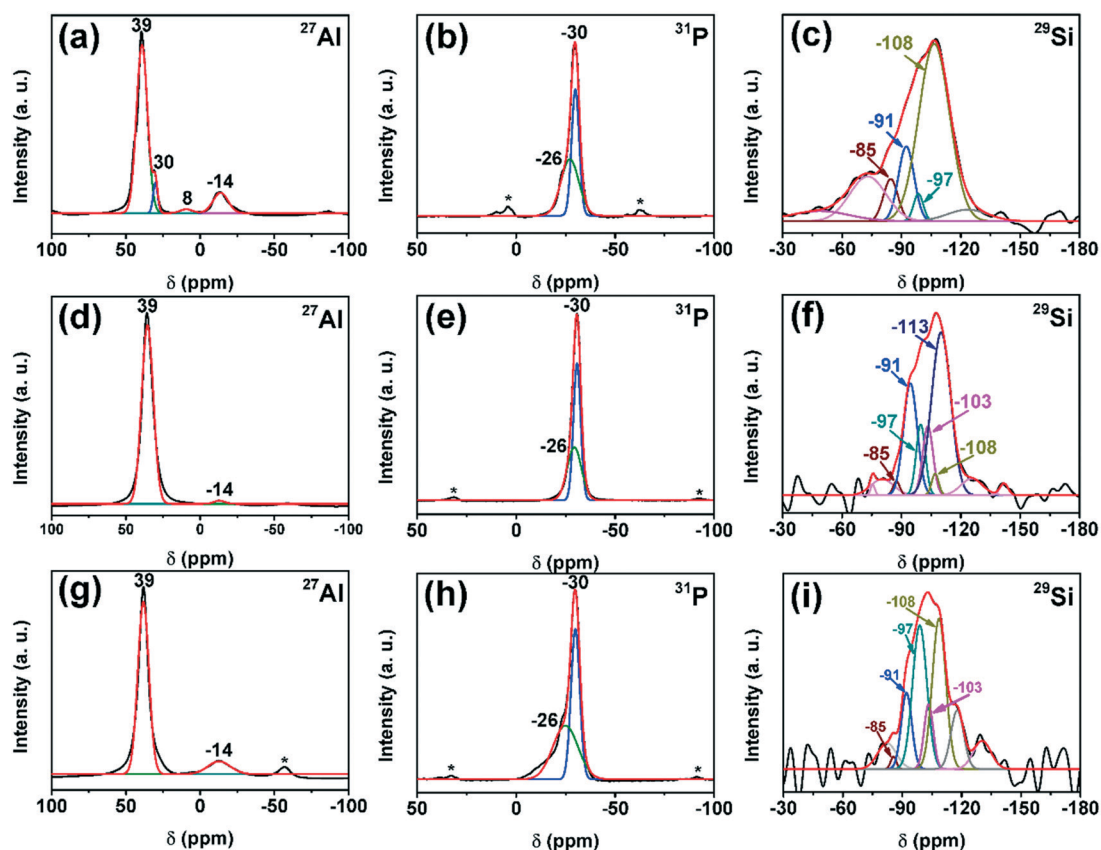 (a) 39 27Al
30
8 -14
Intensity (a. u.)
100 50 0 -50 -100
δ (ppm)
(b) -30 31P
-26
* *
Intensity (a. u.)
50 0 -50 -100
δ (ppm)
(c) 29Si
-108
-91
-85
-97
Intensity (a. u.)
-30 -60 -90 -120 -150 -180
δ (ppm)
(d) 39 27Al
-14
Intensity (a. u.)
100 50 0 -50 -100
δ (ppm)
(e) -30 31P
-26
* *
Intensity (a. u.)
50 0 -50 -100
δ (ppm)
(f) 29Si
-113
-91
-103
-97
-85 -108
Intensity (a. u.)
-30 -60 -90 -120 -150 -180
δ (ppm)
(g) 39 27Al
-14 *
Intensity (a. u.)
100 50 0 -50 -100
δ (ppm)
(h) -30 31P
-26
* *
Intensity (a. u.)
50 0 -50 -100
δ (ppm)
(i) 29Si
-108
-97
-91 -103
-85
Intensity (a. u.)
-30 -60 -90 -120 -150 -180
δ (ppm)